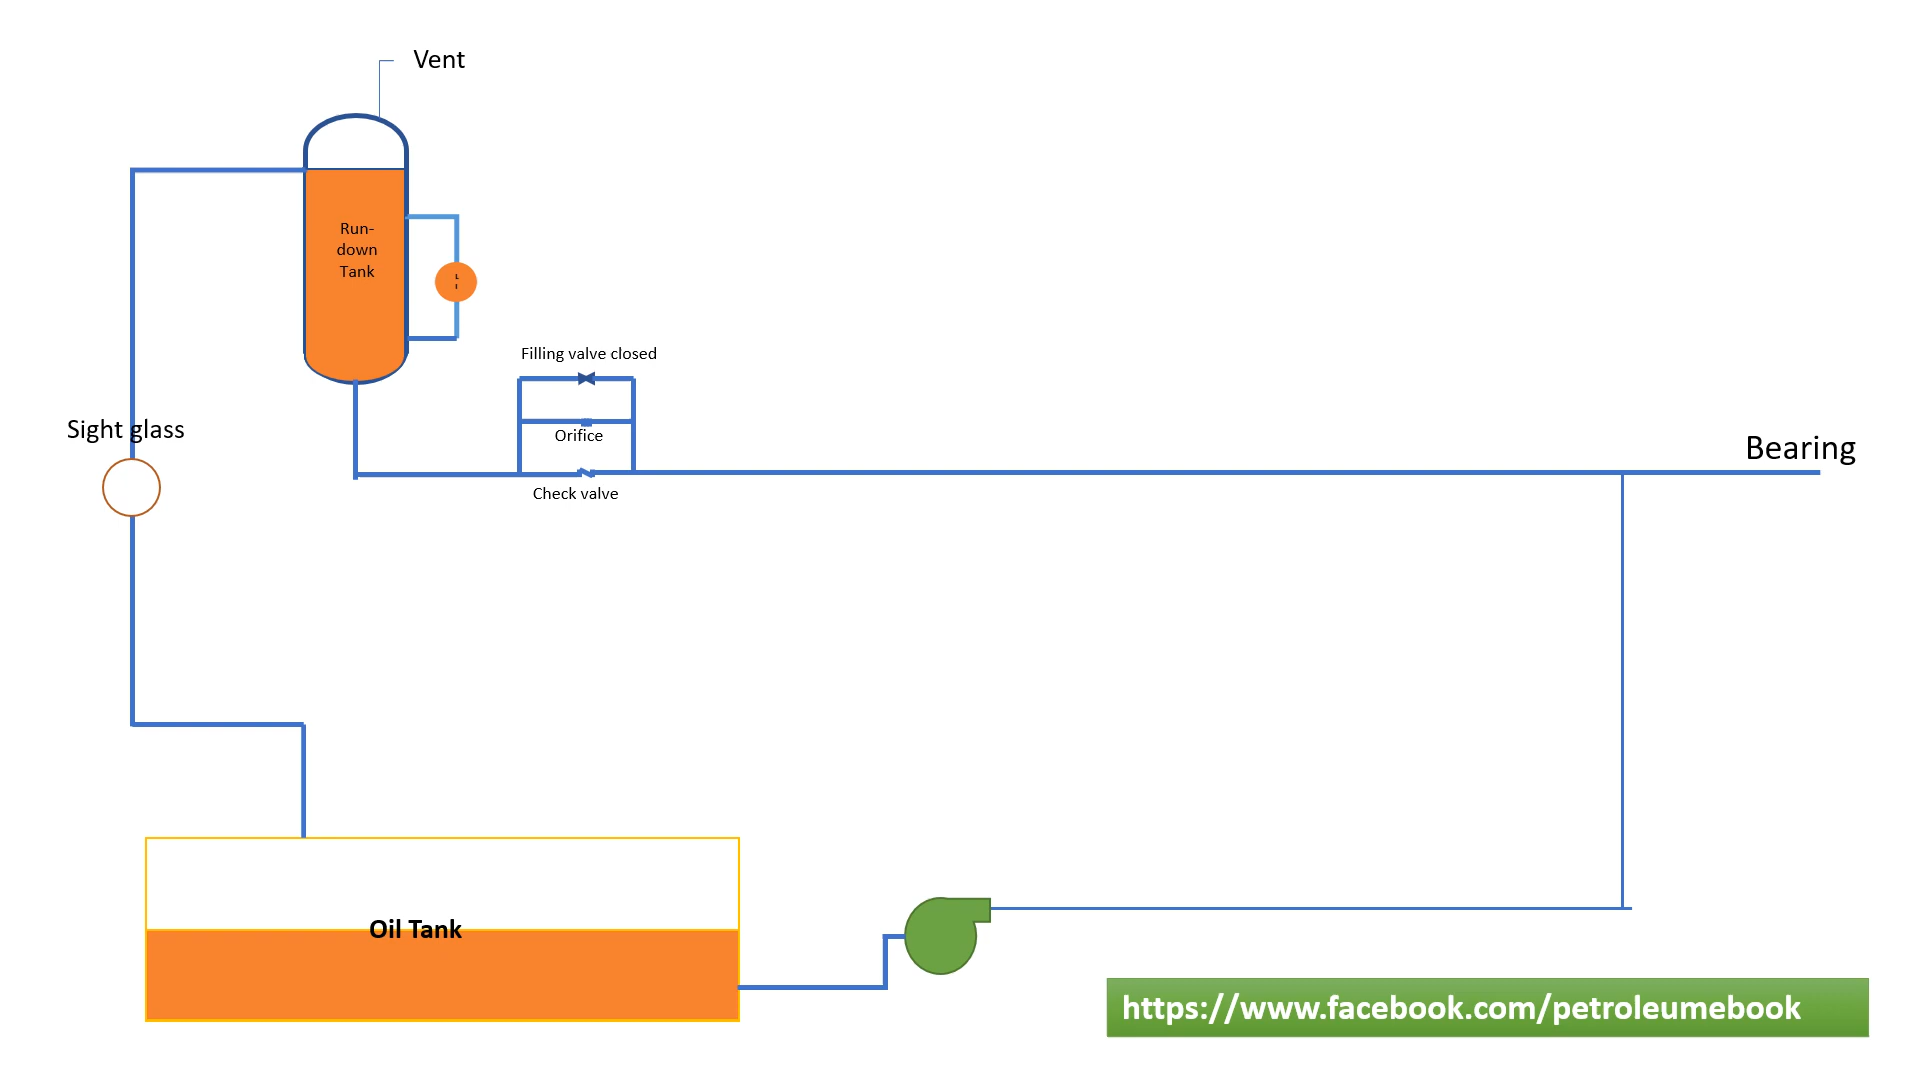 Vent
Run-
down
Tank
L
I
Filling valve closed
Orifice
Check valve
Sight glass
Bearing
Oil Tank
https://www.facebook.com/petroleumebook